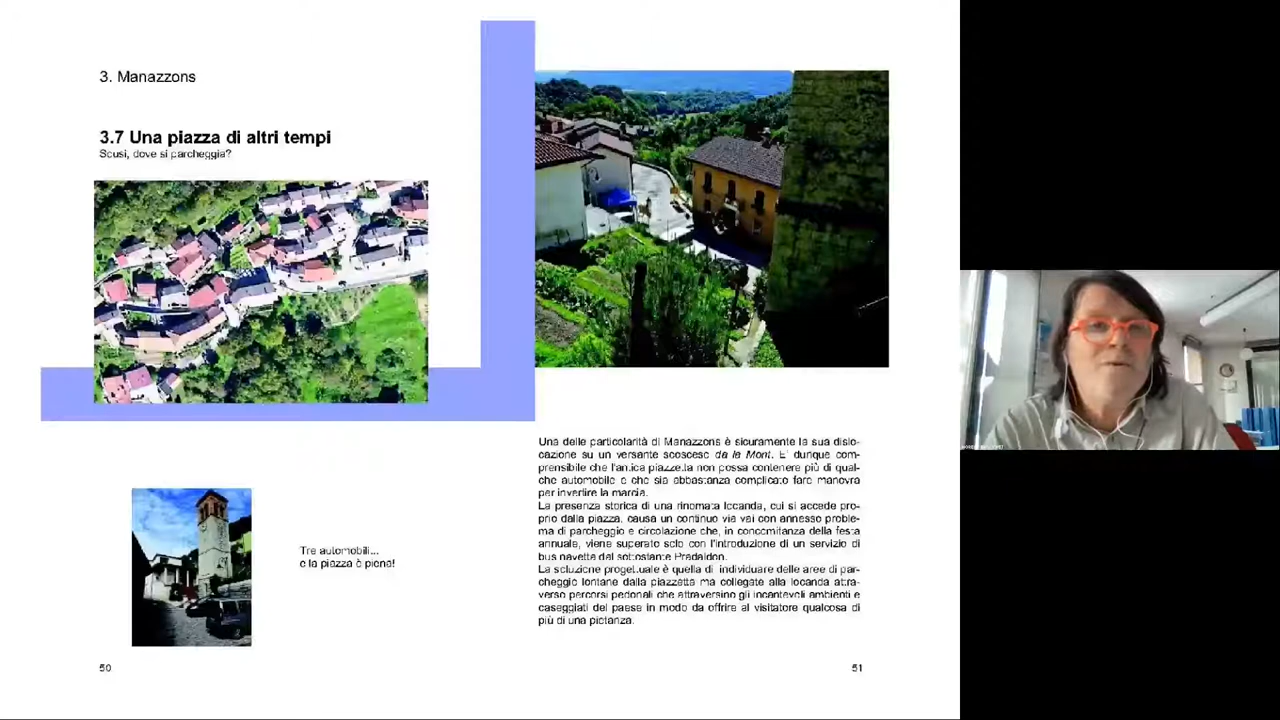 3. Manazzons
3.7 Una piazza di altri tempi
Scusi, dove si parcheggia?
Tre automobili...
e la piazza è piena!
50
Una delle particolarità di Manazzons è sicuramente la sua dislo-
cazione su un versante scosceso da la Mont. E' dunque com-
prensibile che l'antica piazzetta non possa contenere più di qual-
che automobile e che sia abbastanza complicato fare manovra
per invertire la marcia.
La presenza storica di una rinomata locanda, cui si accede pro-
prio dalla piazza, causa un continuo via vai con annesso proble-
ma di parcheggio e circolazione che, in concomitanza della festa
annuale, viene superato solo con l'introduzione di un servizio di
bus navetta dal sottostante Pradaldon.
La soluzione progettuale è quella di individuare delle aree di par-
cheggio lontane dalla piazzetta ma collegate alla locanda attra-
verso percorsi pedonali che attraversino gli incantevoli ambienti e
caseggiati del paese in modo da offrire al visitatore qualcosa di
più di una pietanza.
51